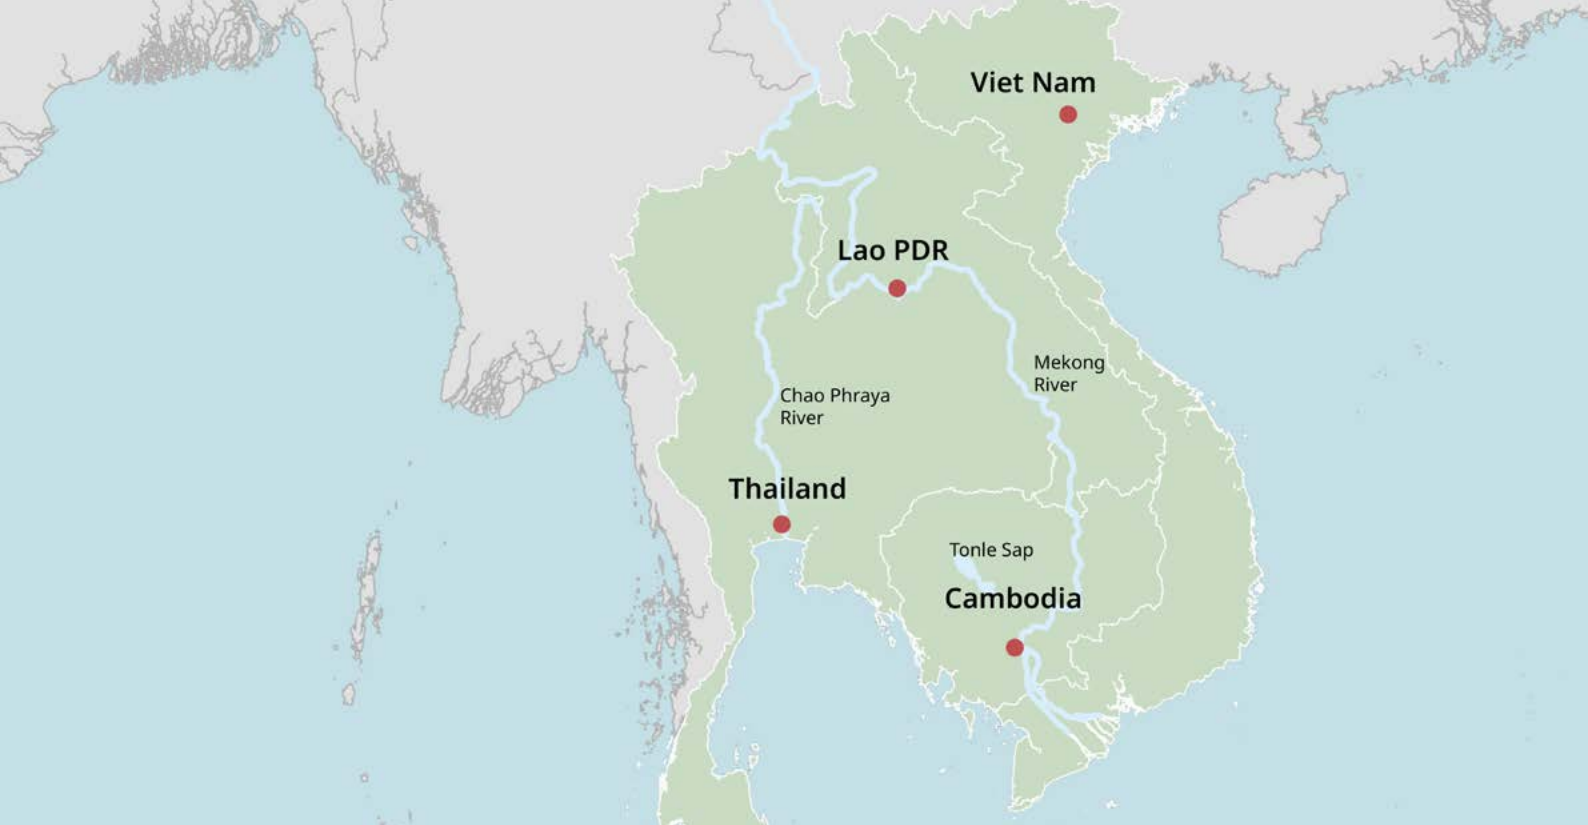 Viet Nam
Lao PDR
Mekong
River
Chao Phraya
River
Thailand
Tonle Sap
Cambodia